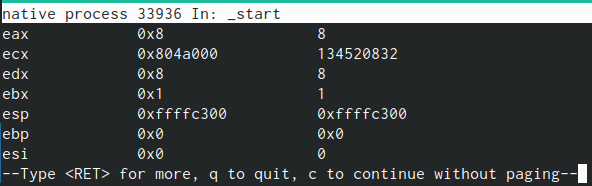 native process 33936 In: _start
eax 0x8 8
ecx 0x804a000 134520832
edx 0x8 8
ebx 0x1 1
esp 0xffffc300 0xffffc300
ebp 0x0 0x0
esi 0x0 0
--Type <RET> for more, q to quit, c to continue without paging--